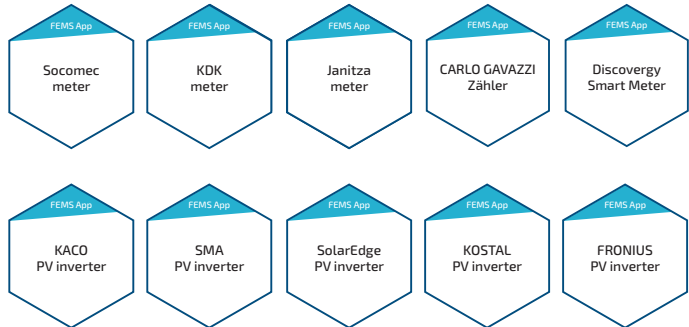 FEMS App
Socomec
meter
FEMS App
KDK
meter
FEMS App
Janitza
meter
FEMS App
CARLO GAVAZZI
Zähler
FEMS App
Discovergy
Smart Meter
FEMS App
KACO
PV inverter
FEMS App
SMA
PV inverter
FEMS App
SolarEdge
PV inverter
FEMS App
KOSTAL
PV inverter
FEMS App
FRONIUS
PV inverter